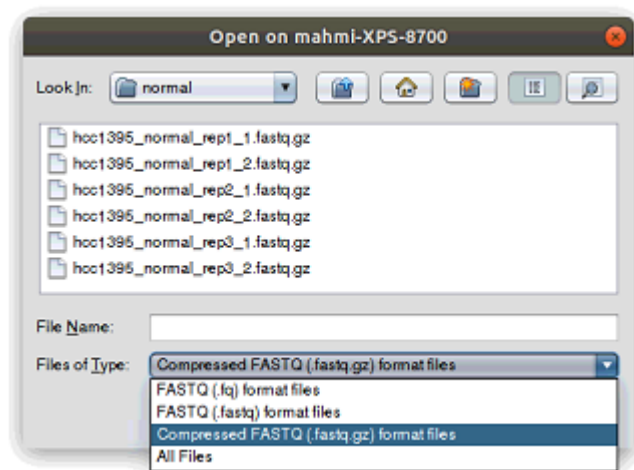 Open on mahmi-XPS-8700
Look In: normal
hcc1395_normal_rep1_1.fastq.gz
hcc1395_normal_rep1_2.fastq.gz
hcc1395_normal_rep2_1.fastq.gz
hcc1395_normal_rep2_2.fastq.gz
hcc1395_normal_rep3_1.fastq.gz
hcc1395_normal_rep3_2.fastq.gz
File Name:
Files of Type: Compressed FASTQ (.fastq.gz) format files
FASTQ (.fq) format files
FASTQ (.fastq) format files
Compressed FASTQ (.fastq.gz) format files
All Files